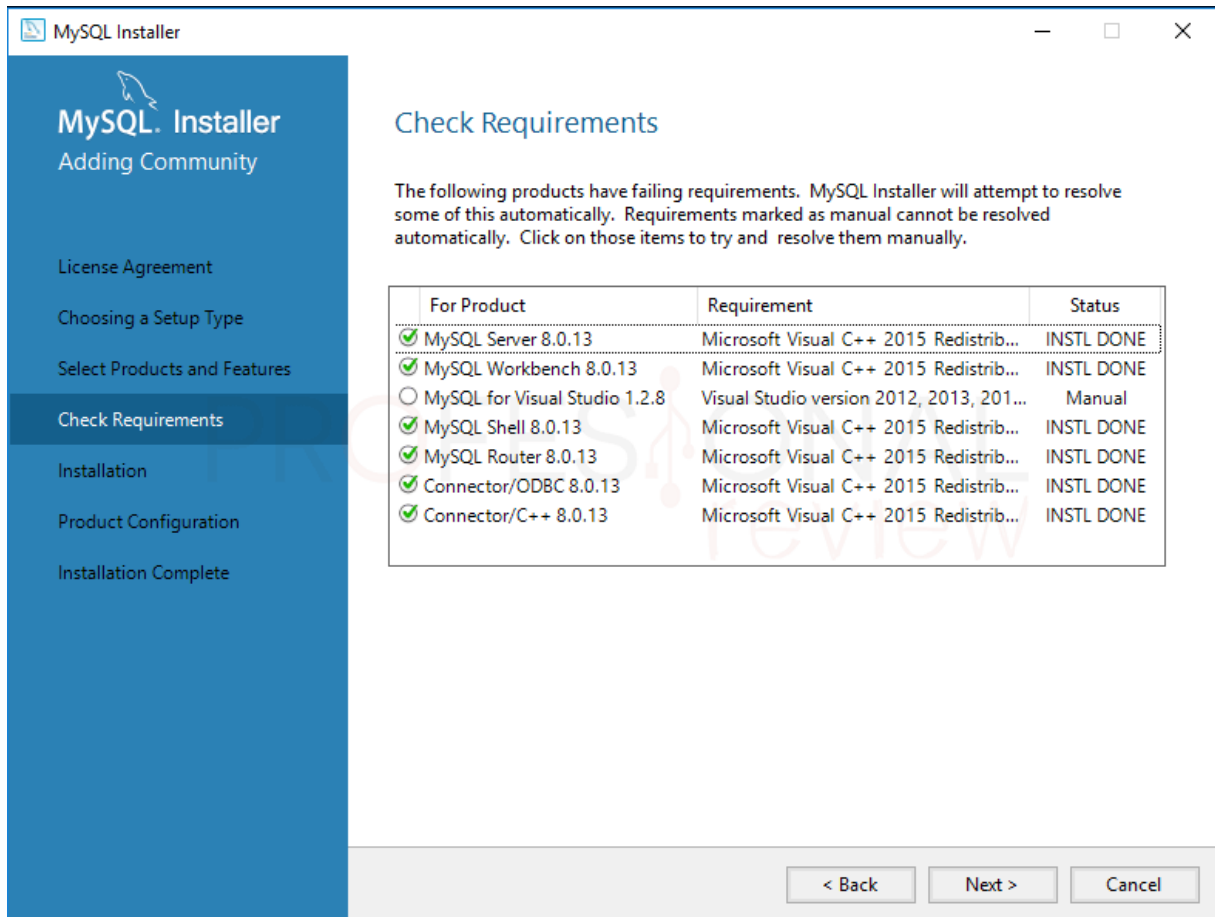 MySQL Installer
MySQL. Installer
Adding Community
License Agreement
Choosing a Setup Type
Select Products and Features
Check Requirements
Installation
Product Configuration
Installation Complete
Check Requirements
The following products have failing requirements. MySQL Installer will attempt to resolve
some of this automatically. Requirements marked as manual cannot be resolved
automatically. Click on those items to try and resolve them manually.
For Product Requirement Status
MySQL Server 8.0.13 Microsoft Visual C++ 2015 Redistrib... INSTL DONE
MySQL Workbench 8.0.13 Microsoft Visual C++ 2015 Redistrib... INSTL DONE
MySQL for Visual Studio 1.2.8 Visual Studio version 2012, 2013, 201... Manual
MySQL Shell 8.0.13 Microsoft Visual C++ 2015 Redistrib... INSTL DONE
MySQL Router 8.0.13 Microsoft Visual C++ 2015 Redistrib... INSTL DONE
Connector/ODBC 8.0.13 Microsoft Visual C++ 2015 Redistrib... INSTL DONE
Connector/C++ 8.0.13 Microsoft Visual C++ 2015 Redistrib... INSTL DONE
PROFESIONAL
review
< Back Next > Cancel